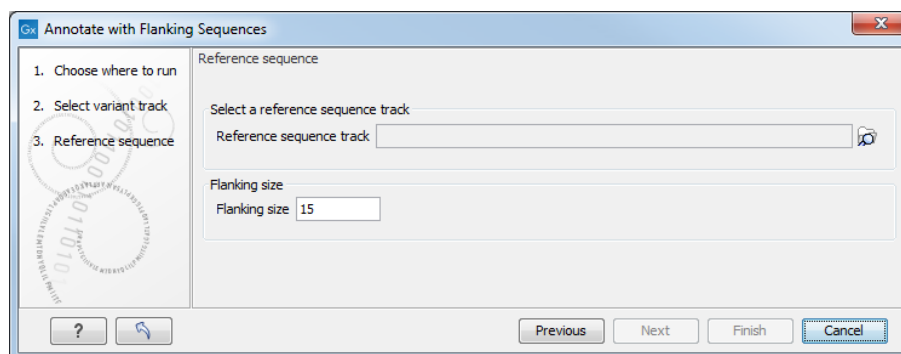 Gx Annotate with Flanking Sequences
1. Choose where to run
2. Select variant track
3. Reference sequence
Reference sequence
Select a reference sequence track
Reference sequence track
Flanking size
Flanking size 15
?
Previous
Next
Finish
Cancel